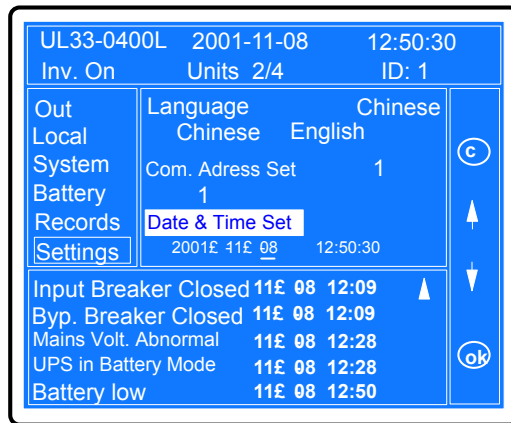 UL33-0400L 2001-11-08 12:50:30
Inv. On Units 2/4 ID: 1
Out
Local
System
Battery
Records
Settings
Language Chinese
Chinese English
Com. Adress Set 1
1
Date & Time Set
2001£ 11£ 08 12:50:30
c
ok
Input Breaker Closed 11£ 08 12:09
Byp. Breaker Closed 11£ 08 12:09
Mains Volt. Abnormal 11£ 08 12:28
UPS in Battery Mode 11£ 08 12:28
Battery low 11£ 08 12:50